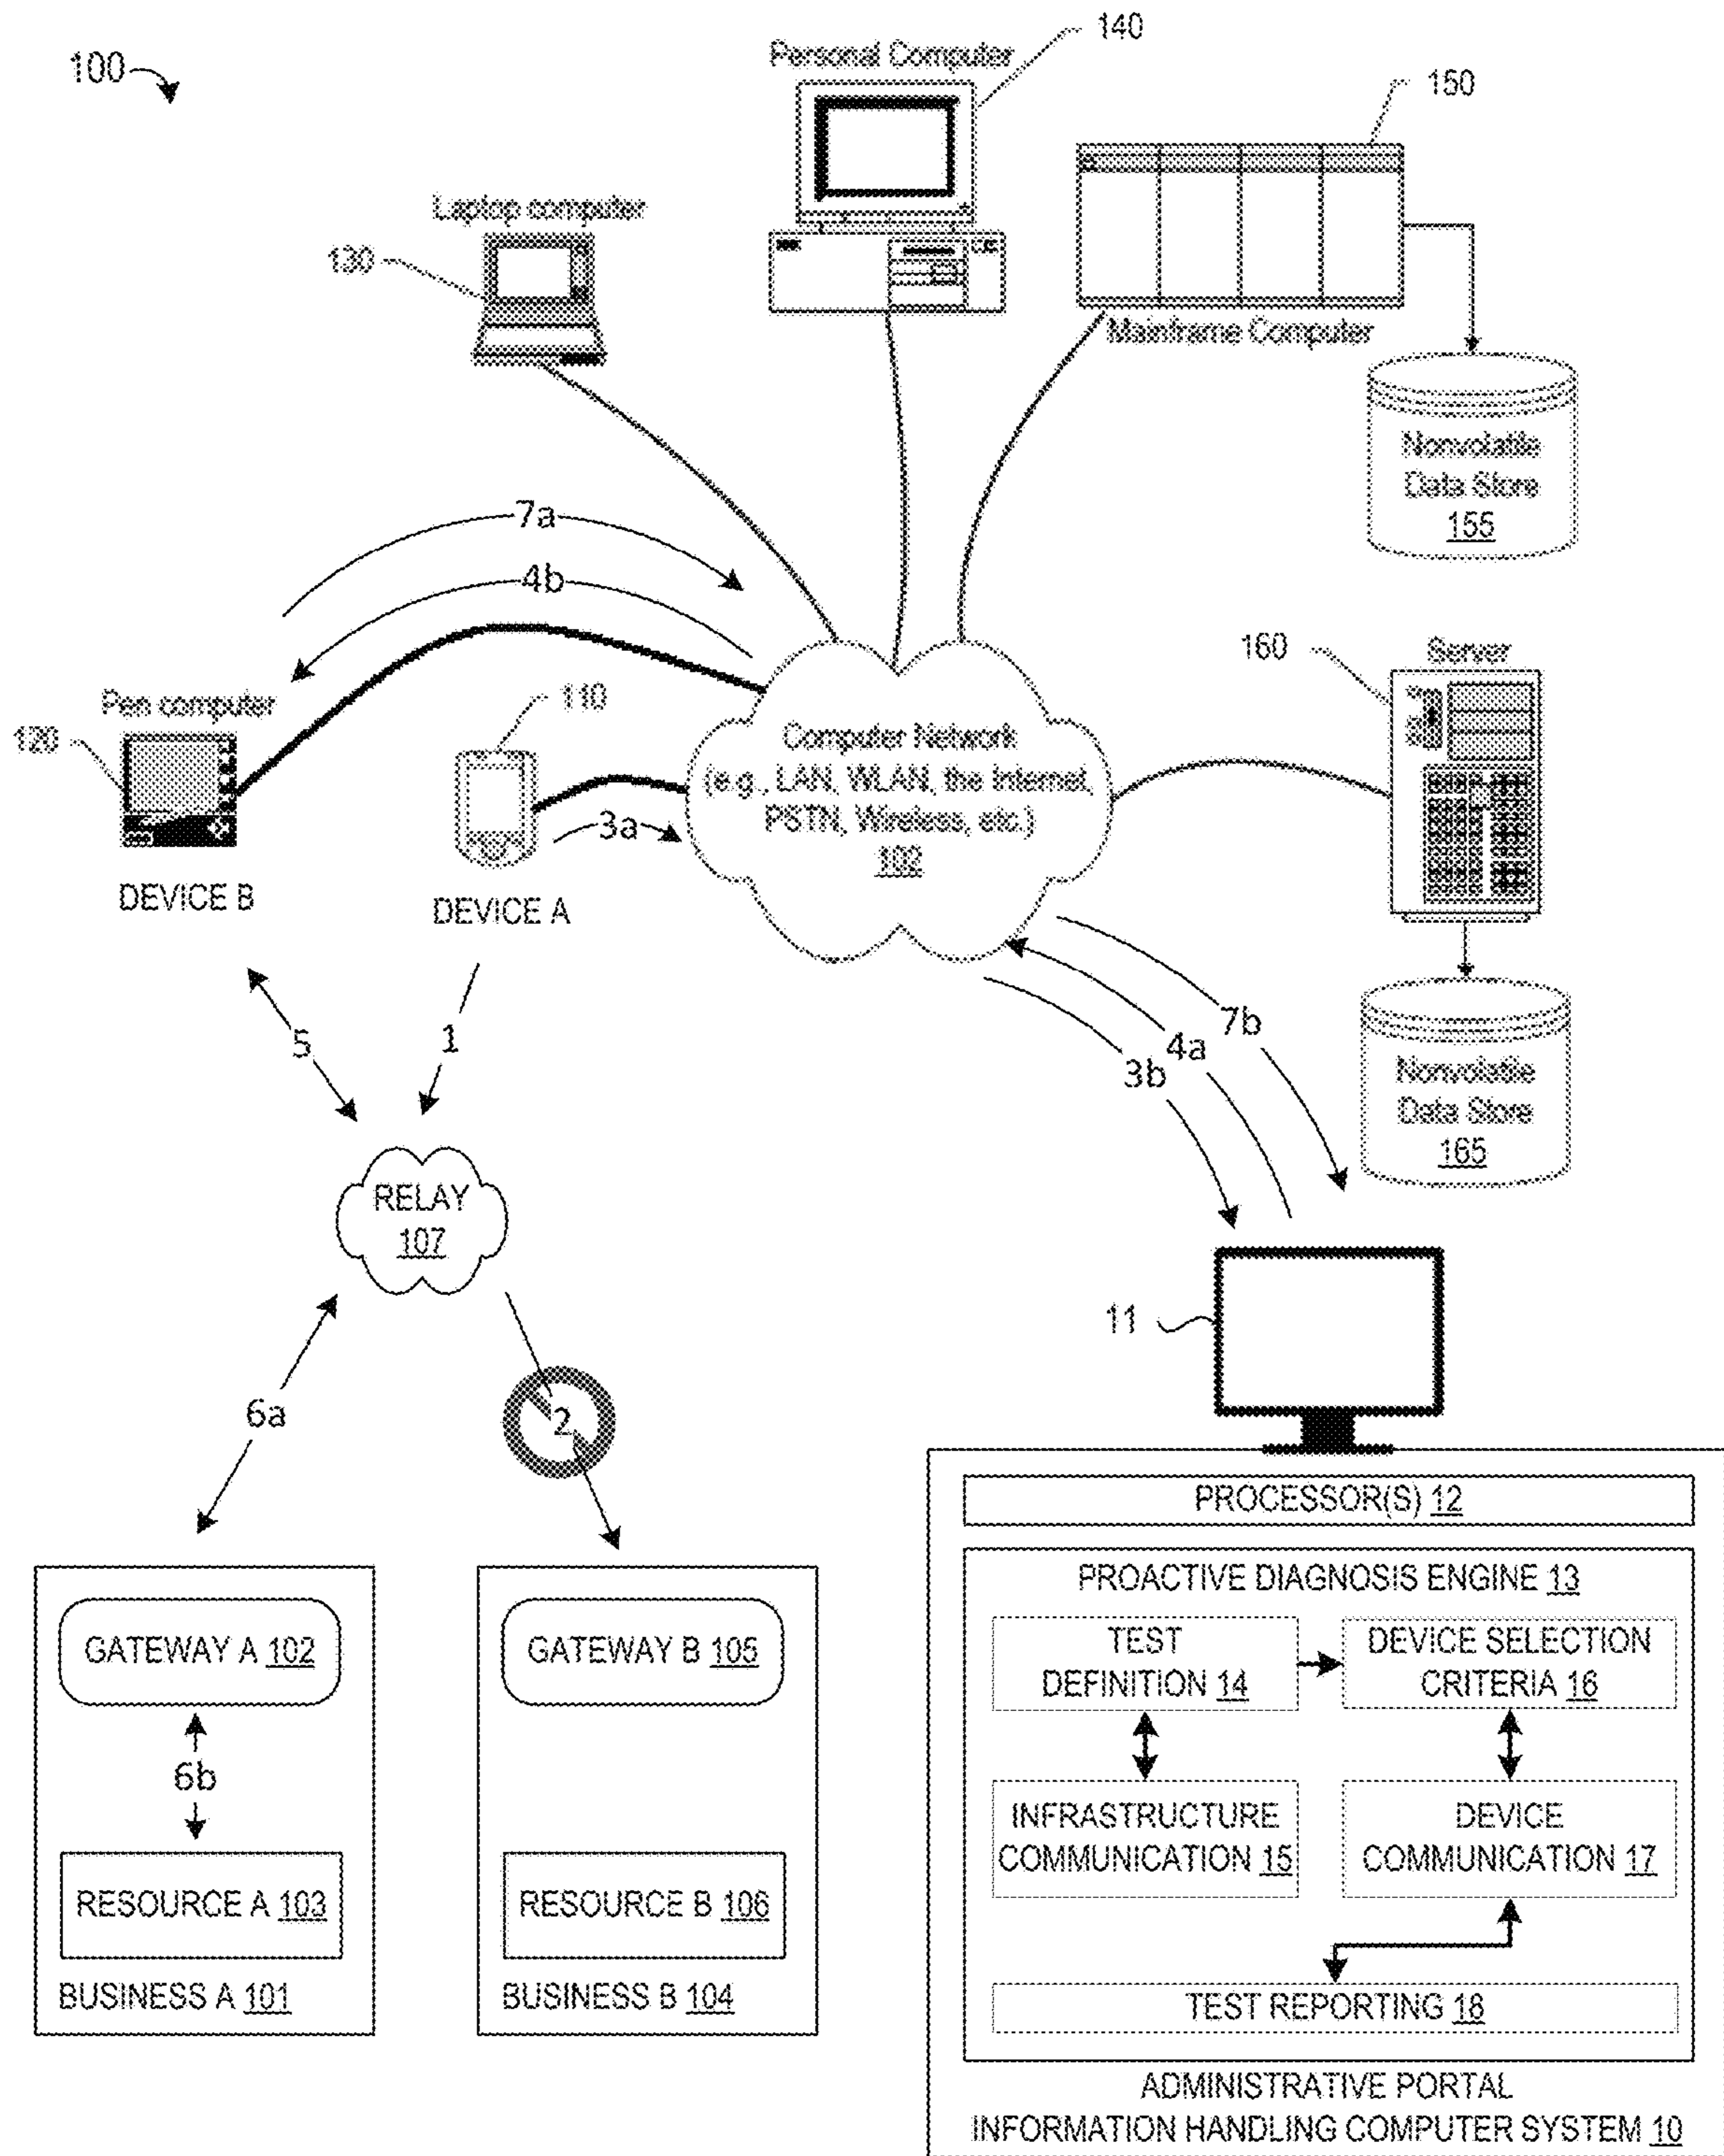 100
Personal Computer
140
150
Laptop computer
130
Mainframe Computer
Nonvolatile
Data Store
155
7a
4b
160
Server
Pen computer
120
110
Computer Network
(e.g., LAN, WLAN, the Internet,
PSTN, Wireless, etc.)
102
3a
DEVICE B
DEVICE A
5
1
7b
4a
3b
Nonvolatile
Data Store
165
RELAY
107
11
6a
2
PROCESSOR(S) 12
PROACTIVE DIAGNOSIS ENGINE 13
GATEWAY A 102
GATEWAY B 105
TEST
DEFINITION 14
DEVICE SELECTION
CRITERIA 16
6b
INFRASTRUCTURE
COMMUNICATION 15
DEVICE
COMMUNICATION 17
RESOURCE A 103
RESOURCE B 106
BUSINESS A 101
BUSINESS B 104
TEST REPORTING 18
ADMINISTRATIVE PORTAL
INFORMATION HANDLING COMPUTER SYSTEM 10